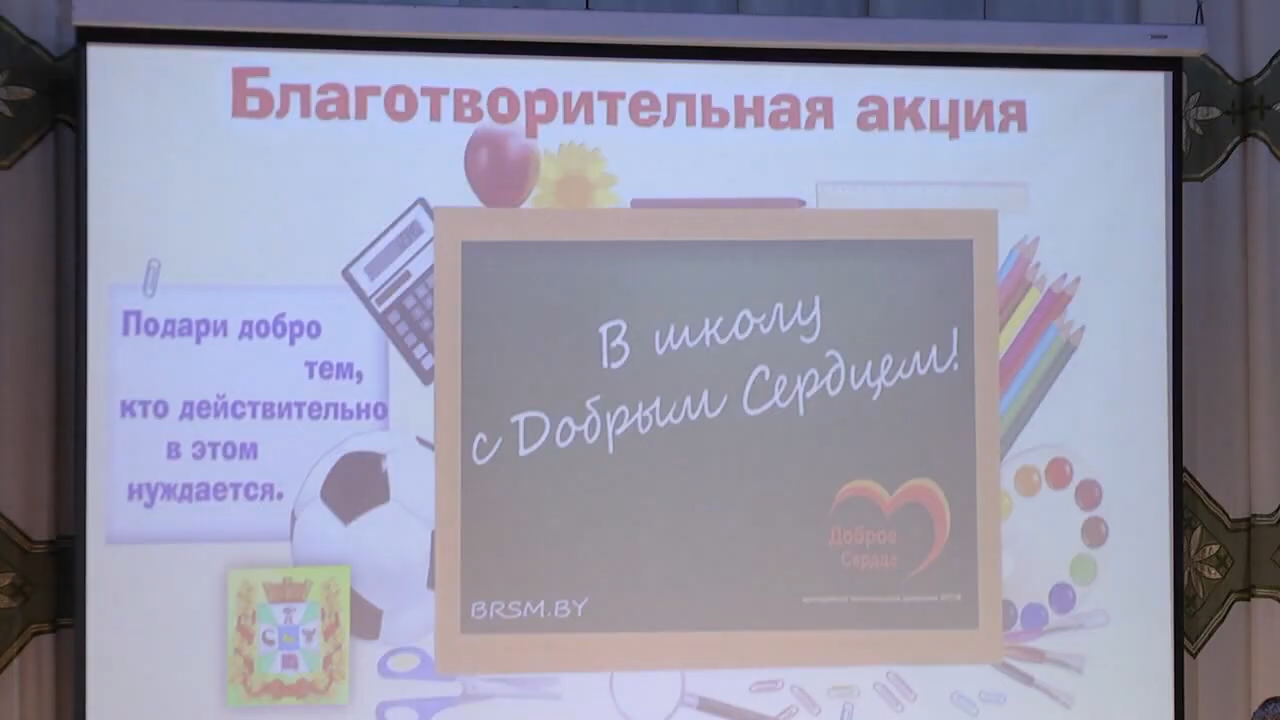 Благотворительная акция
Подари добро
тем,
кто действительно
в этом
нуждается.
В школу
с Добрым Сердцем!
Доброе
Сердце
BRSM.BY